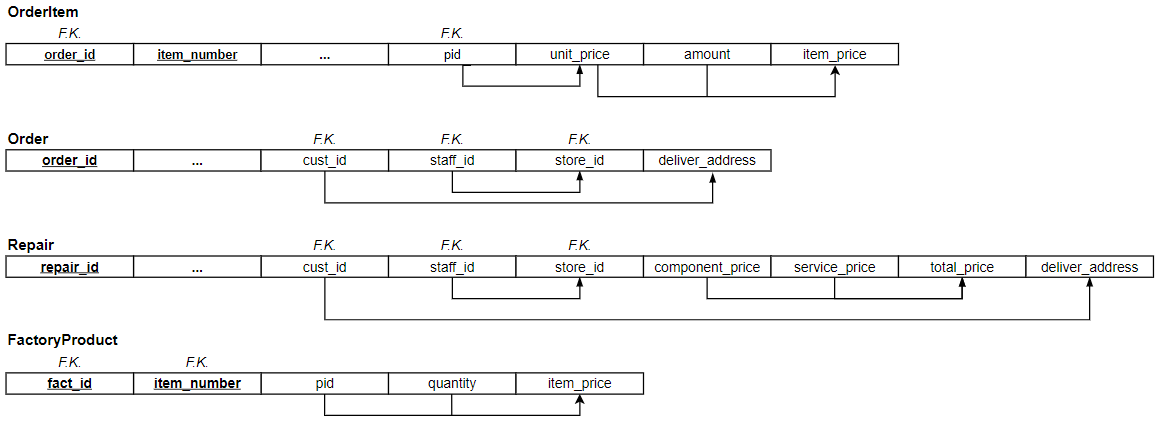 OrderItem
F.K. F.K.
order_id item_number ... pid unit_price amount item_price
Order
F.K. F.K. F.K.
order_id ... cust_id staff_id store_id deliver_address
Repair
F.K. F.K. F.K.
repair_id ... cust_id staff_id store_id component_price service_price total_price deliver_address
FactoryProduct
F.K. F.K.
fact_id item_number pid quantity item_price